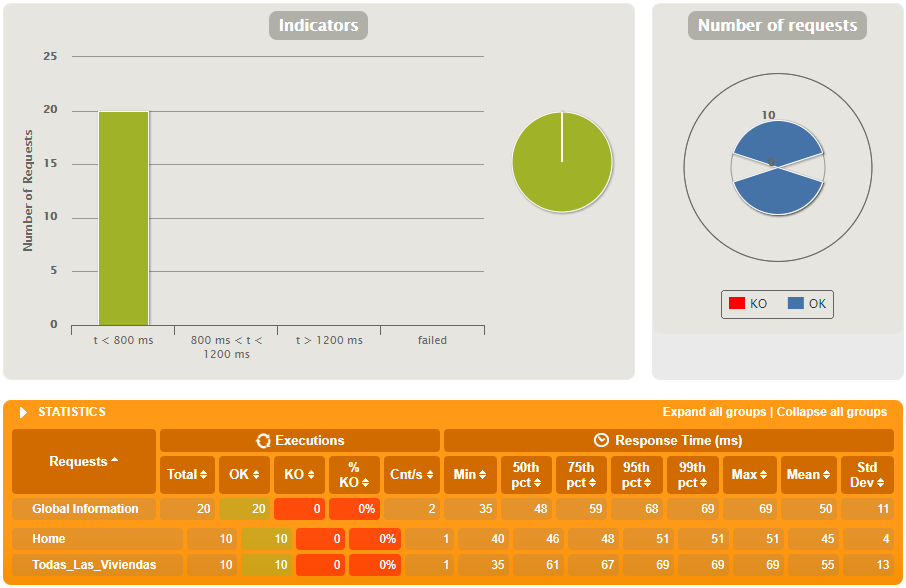 Indicators
Number of requests
25
20
15
10
5
0
Number of Requests
t < 800 ms
800 ms < t <
1200 ms
t > 1200 ms
failed
10
0
KO OK
STATISTICS
Expand all groups | Collapse all groups
Requests
Executions
Response Time (ms)
Total OK KO % KO Cnt/s Min 50th pct 75th pct 95th pct 99th pct Max Mean Std Dev
Global Information 20 20 0 0% 2 35 48 59 68 69 69 50 11
Home 10 10 0 0% 1 40 46 48 51 51 51 45 4
Todas_Las_Viviendas 10 10 0 0% 1 35 61 67 69 69 69 55 13